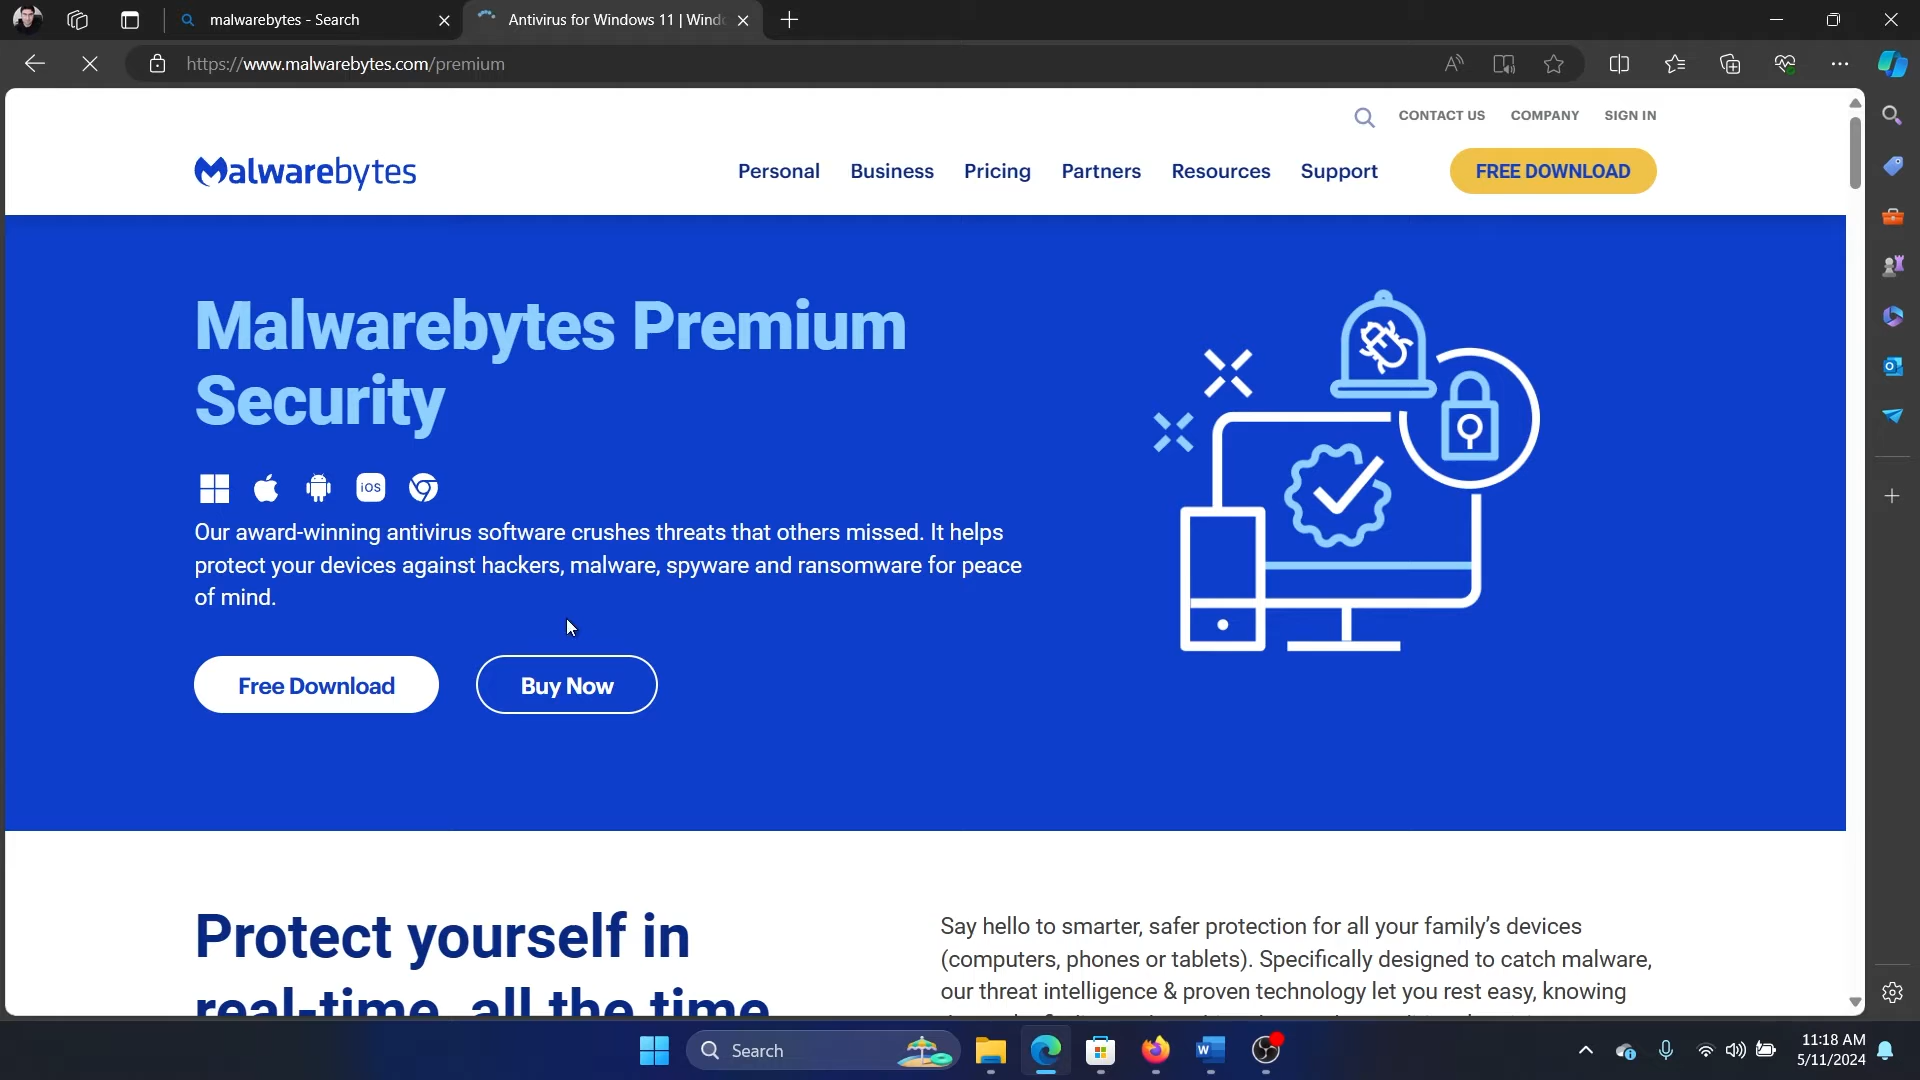 malwarebytes - Search
Antivirus for Windows 11 | Wind
https://www.malwarebytes.com/premium
CONTACT US COMPANY SIGN IN
Malwarebytes
Personal Business Pricing Partners Resources Support
FREE DOWNLOAD
Malwarebytes Premium
Security
iOS
Our award-winning antivirus software crushes threats that others missed. It helps
protect your devices against hackers, malware, spyware and ransomware for peace
of mind.
Free Download
Buy Now
Protect yourself in
real-time, all the time
Say hello to smarter, safer protection for all your family’s devices
(computers, phones or tablets). Specifically designed to catch malware,
our threat intelligence & proven technology let you rest easy, knowing
Search
11:18 AM
5/11/2024